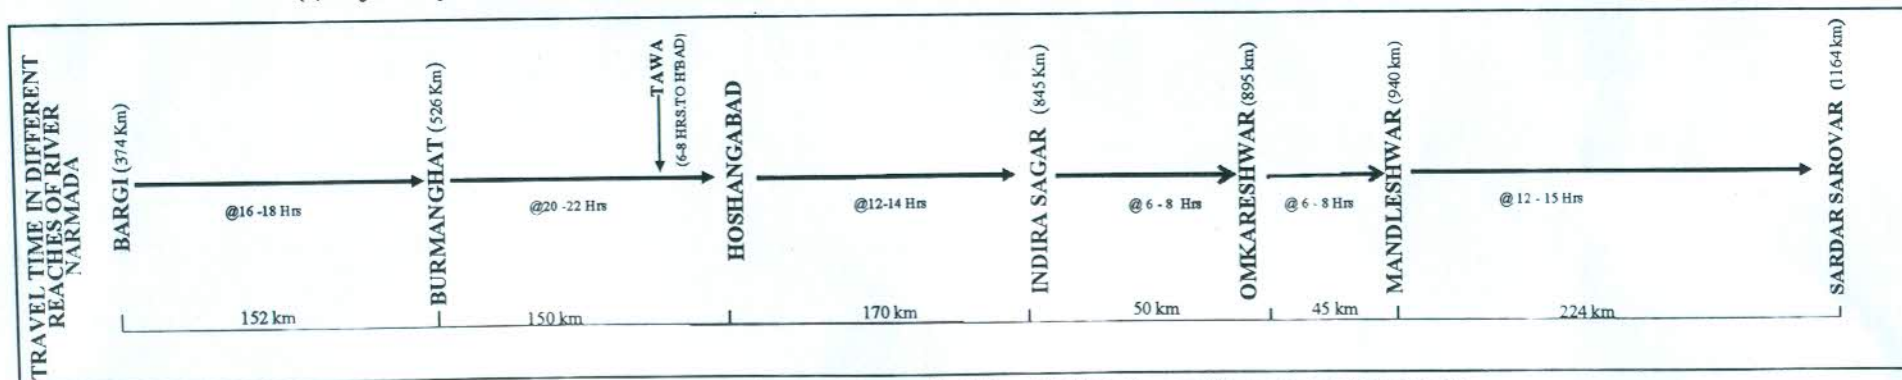 TRAVEL TIME IN DIFFERENT
REACHES OF RIVER
NARMADA
BARGI (374 Km)
@16 -18 Hrs
BURMANGHAT (526 Km)
@20 -22 Hrs
TAWA
(6-8 HRS.TO H'BAD)
HOSHANGABAD
@12-14 Hrs
INDIRA SAGAR (845 Km)
@ 6 - 8 Hrs
OMKARESHWAR (895 km)
@ 6 - 8 Hrs
MANDLESHWAR (940 km)
@ 12 - 15 Hrs
SARDAR SAROVAR (1164 km)
152 km
150 km
170 km
50 km
45 km
224 km